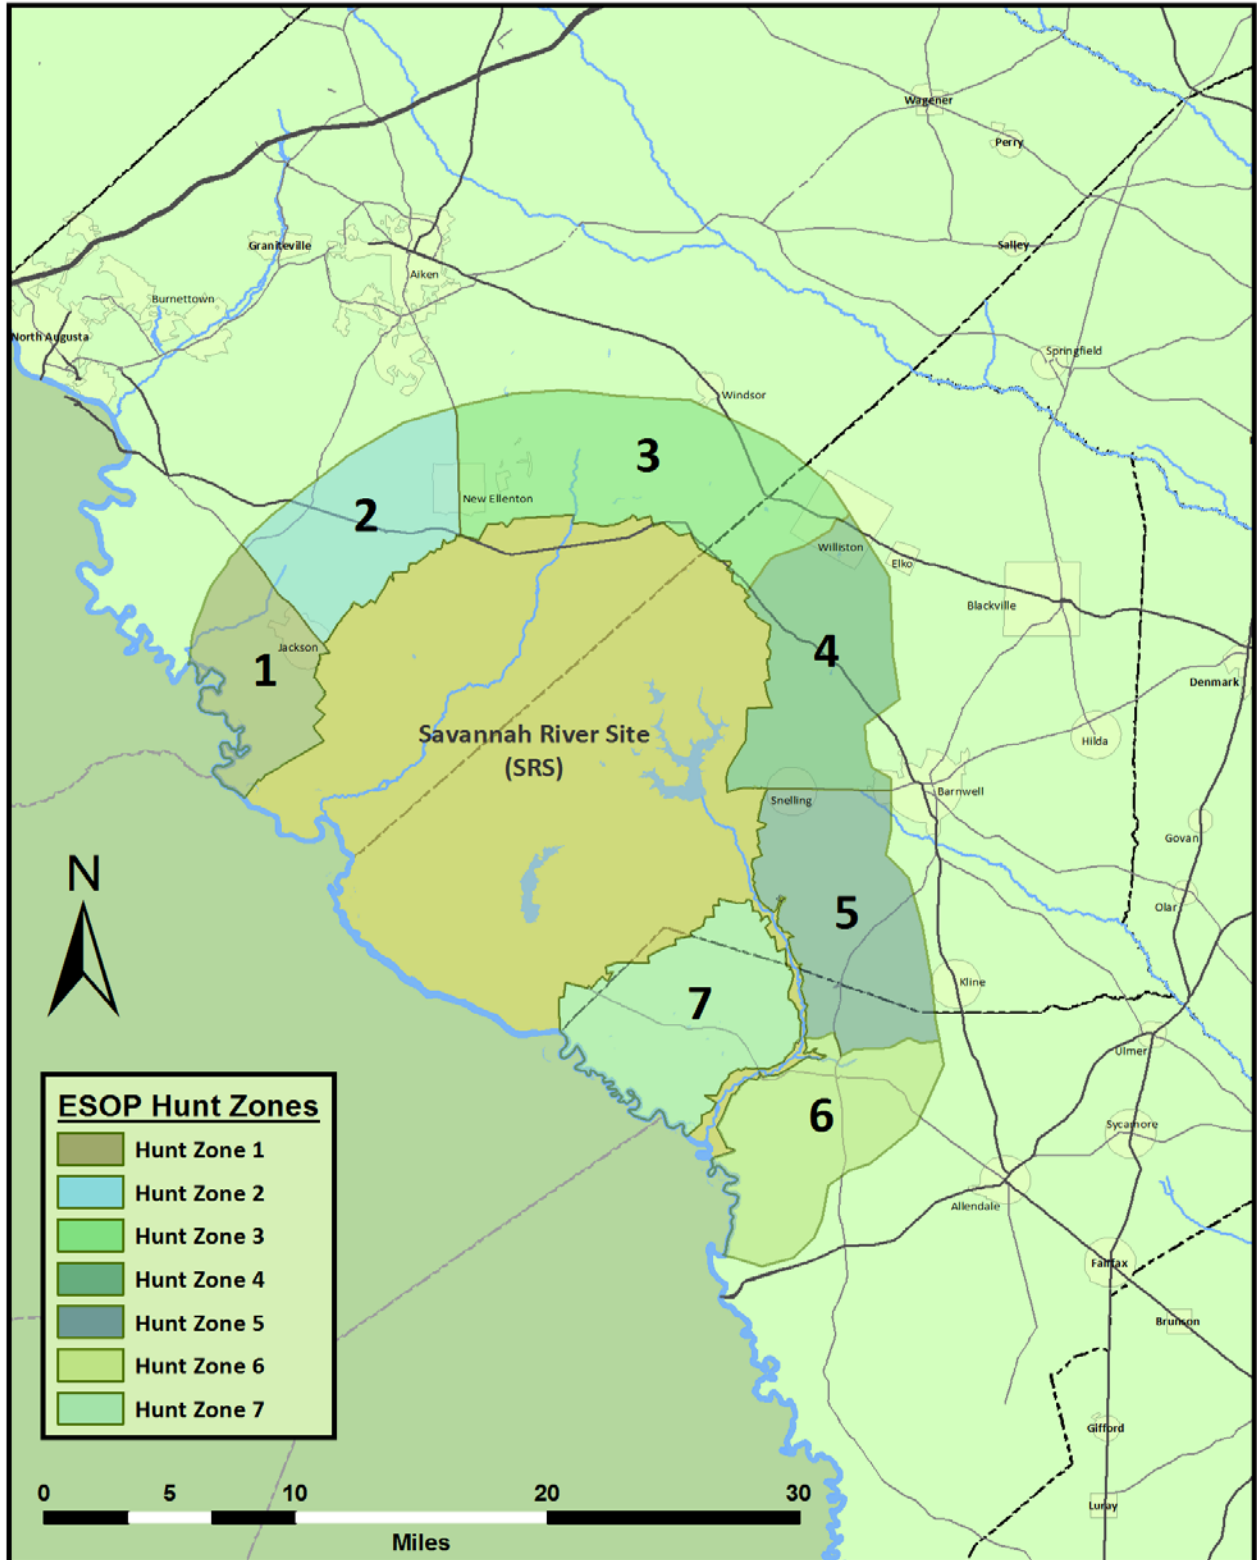 Wagener
Perry
Graniteville
Salley
Aiken
Burnettown
North Augusta
Springfield
Windsor
3
2
New Ellenton
Williston
Elko
Blackville
4
Jackson
1
Denmark
Savannah River Site
(SRS)
Hilda
Snelling
Barnwell
Govan
N
Olar
5
Kline
7
Ulmer
6
Sycamore
Allendale
Fairfax
Brunson
Gifford
Luray
ESOP Hunt Zones
Hunt Zone 1
Hunt Zone 2
Hunt Zone 3
Hunt Zone 4
Hunt Zone 5
Hunt Zone 6
Hunt Zone 7
0 5 10 20 30
Miles